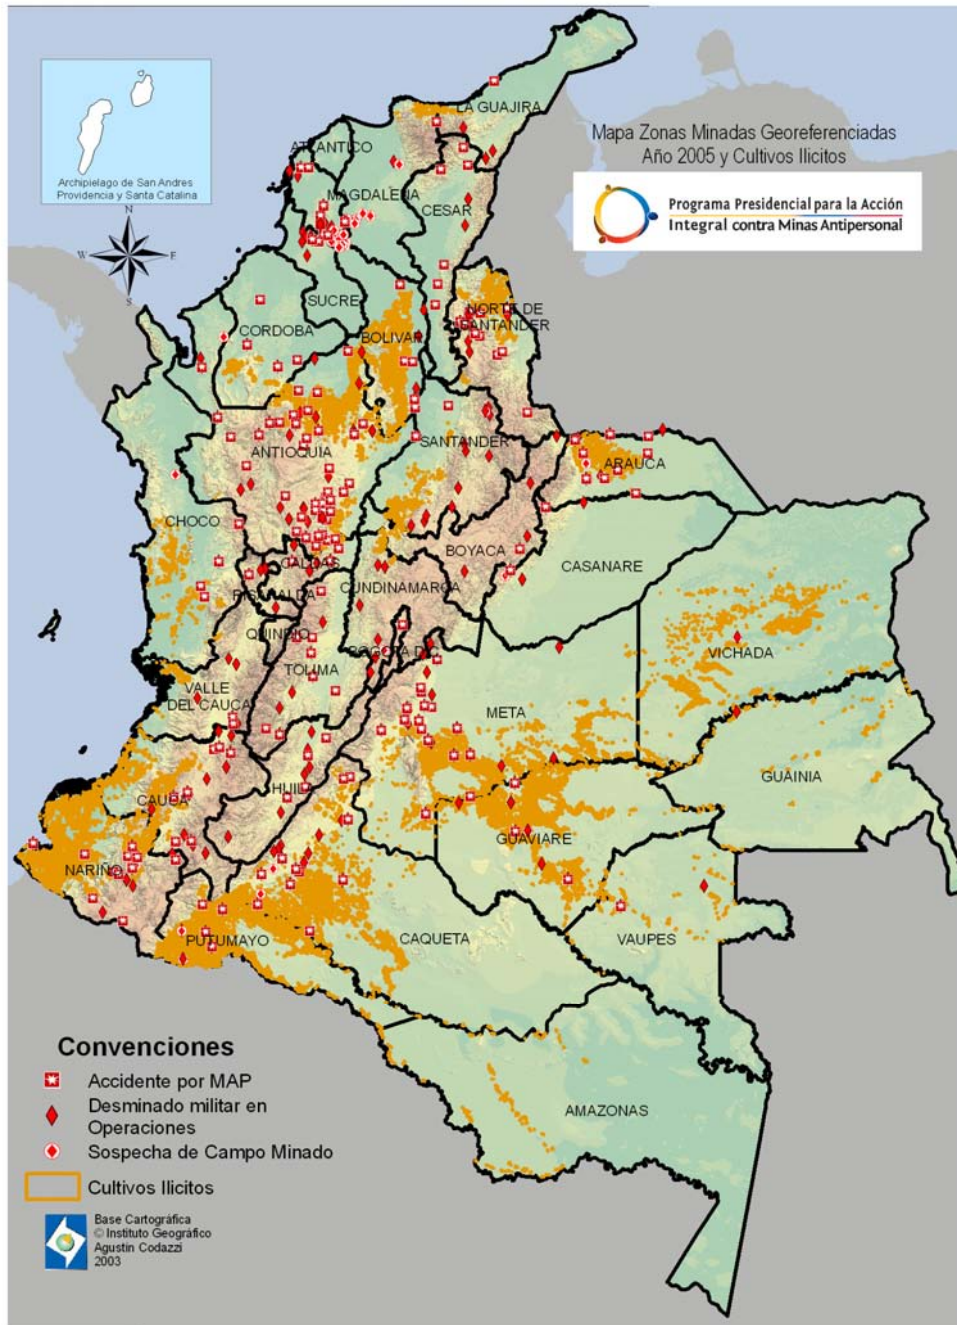 LA GUAJIRA
Mapa Zonas Minadas Georeferenciadas
Año 2005 y Cultivos Ilicitos
Programa Presidencial para la Acción
Integral contra Minas Antipersonal
Archipielago de San Andres
Providencia y Santa Catalina
N
W
E
S
ATLANTICO
MAGDALENA
CESAR
SUCRE
NORTE DE
SANTANDER
CORDOBA
BOLIVAR
SANTANDER
ANTIOQUIA
ARAUCA
CHOCO
BOYACA
CALDAS
CASANARE
CUNDINAMARCA
RISARALDA
QUINDIO
BOGOTA D.C.
VICHADA
TOLIMA
VALLE
DEL CAUCA
META
GUAINIA
HUILA
CAUCA
GUAVIARE
NARIÑO
PUTUMAYO
CAQUETA
VAUPES
AMAZONAS
Convenciones
Accidente por MAP
Desminado militar en
Operaciones
Sospecha de Campo Minado
Cultivos Ilicitos
Base Cartográfica
© Instituto Geográfico
Agustín Codazzi
2003